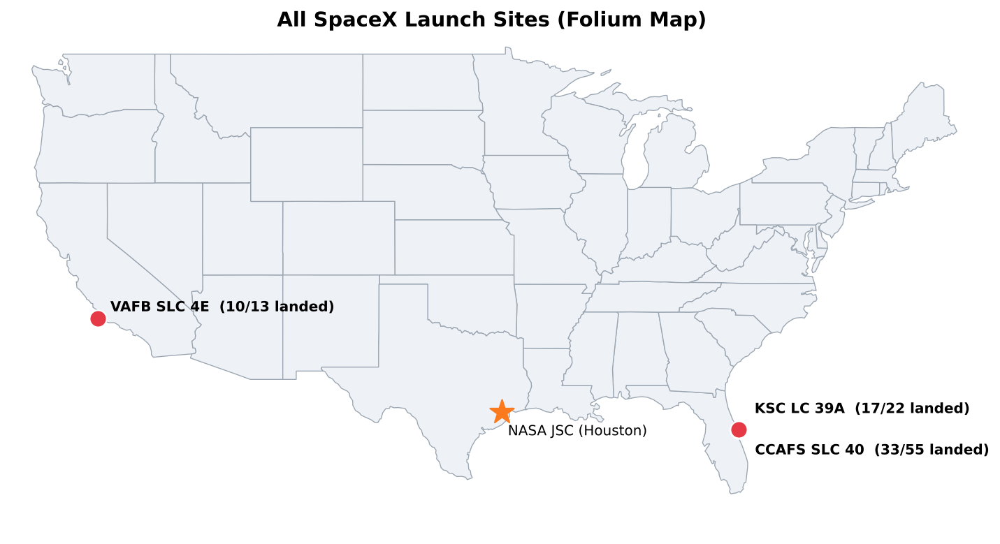 All SpaceX Launch Sites (Folium Map)
VAFB SLC 4E (10/13 landed)
KSC LC 39A (17/22 landed)
NASA JSC (Houston)
CCAFS SLC 40 (33/55 landed)